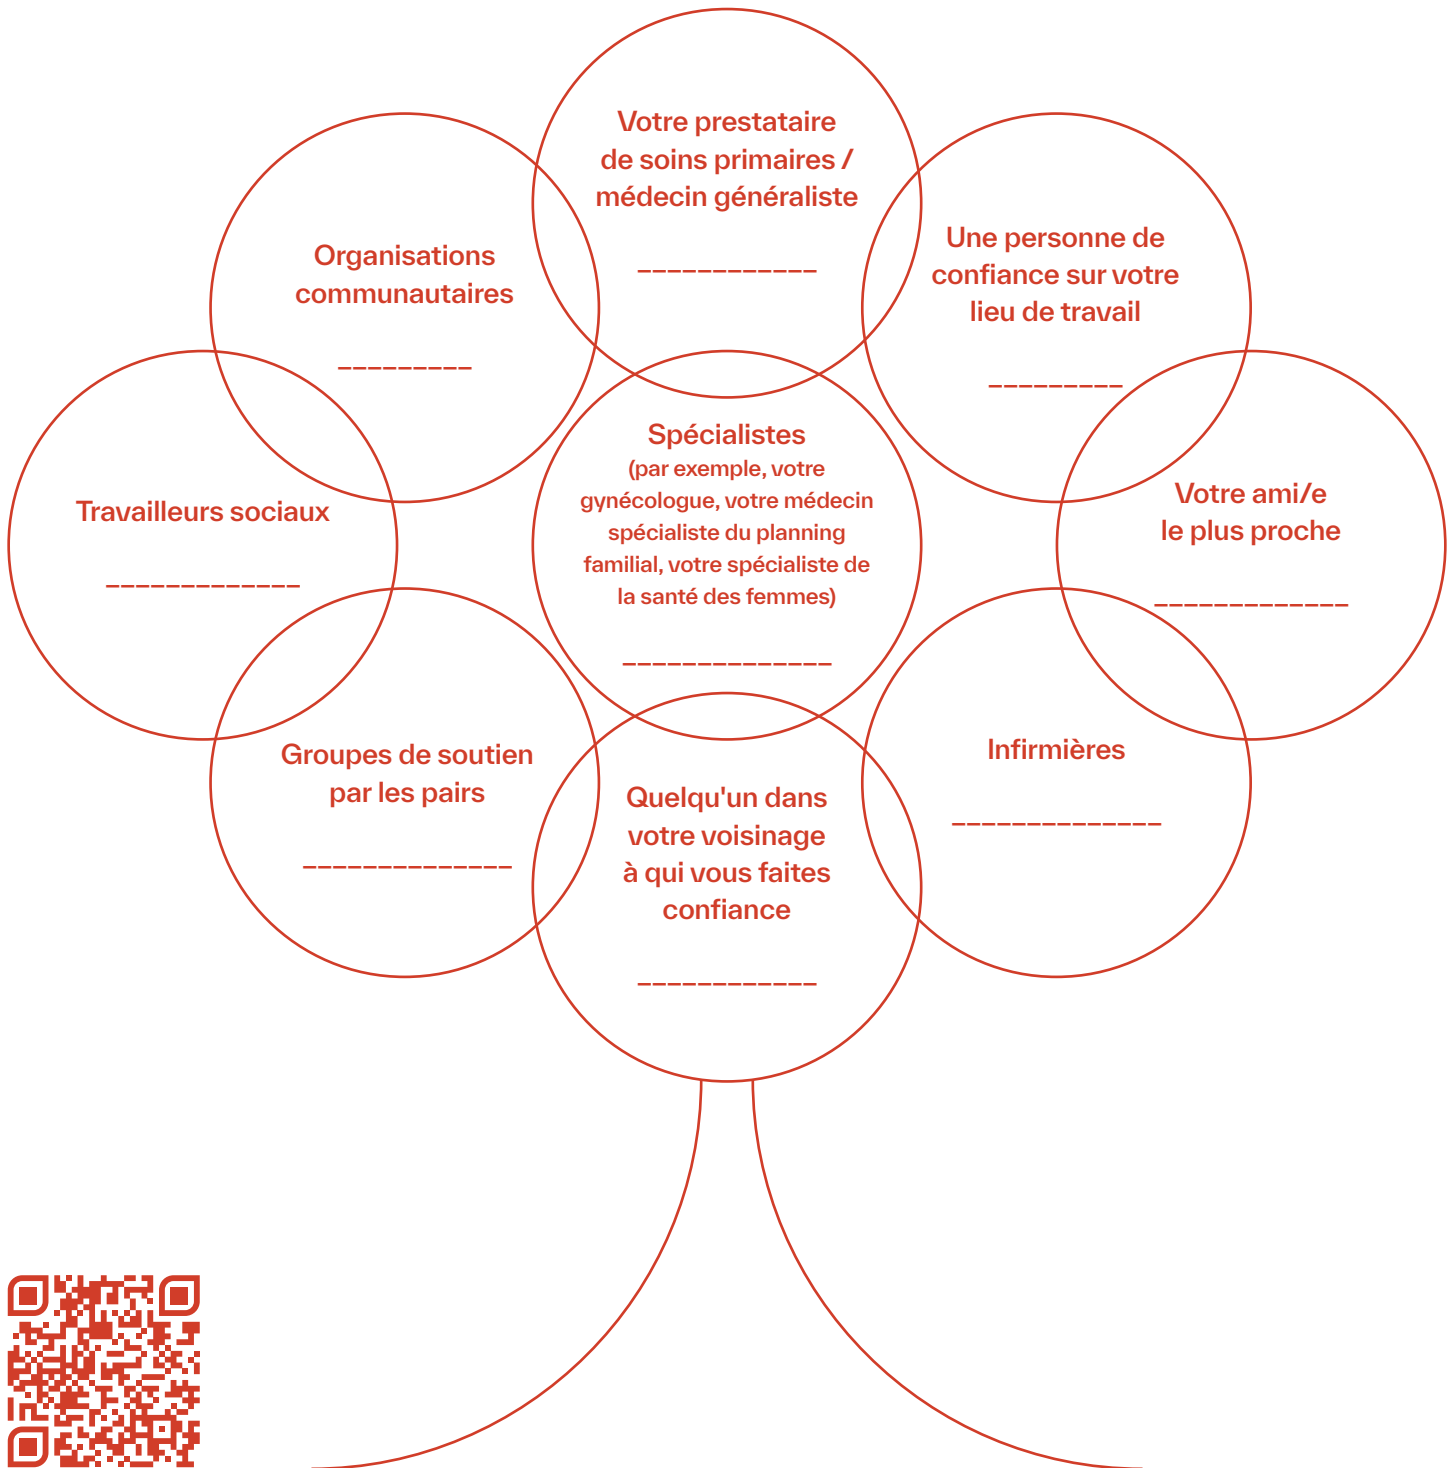 Votre prestataire
de soins primaires /
médecin généraliste
____________
Organisations
communautaires
_________
Une personne de
confiance sur votre
lieu de travail
_________
Travailleurs sociaux
_____________
Spécialistes
(par exemple, votre
gynécologue, votre médecin
spécialiste du planning
familial, votre spécialiste de
la santé des femmes)
______________
Votre ami/e
le plus proche
_____________
Groupes de soutien
par les pairs
______________
Quelqu'un dans
votre voisinage
à qui vous faites
confiance
____________
Infirmières
______________